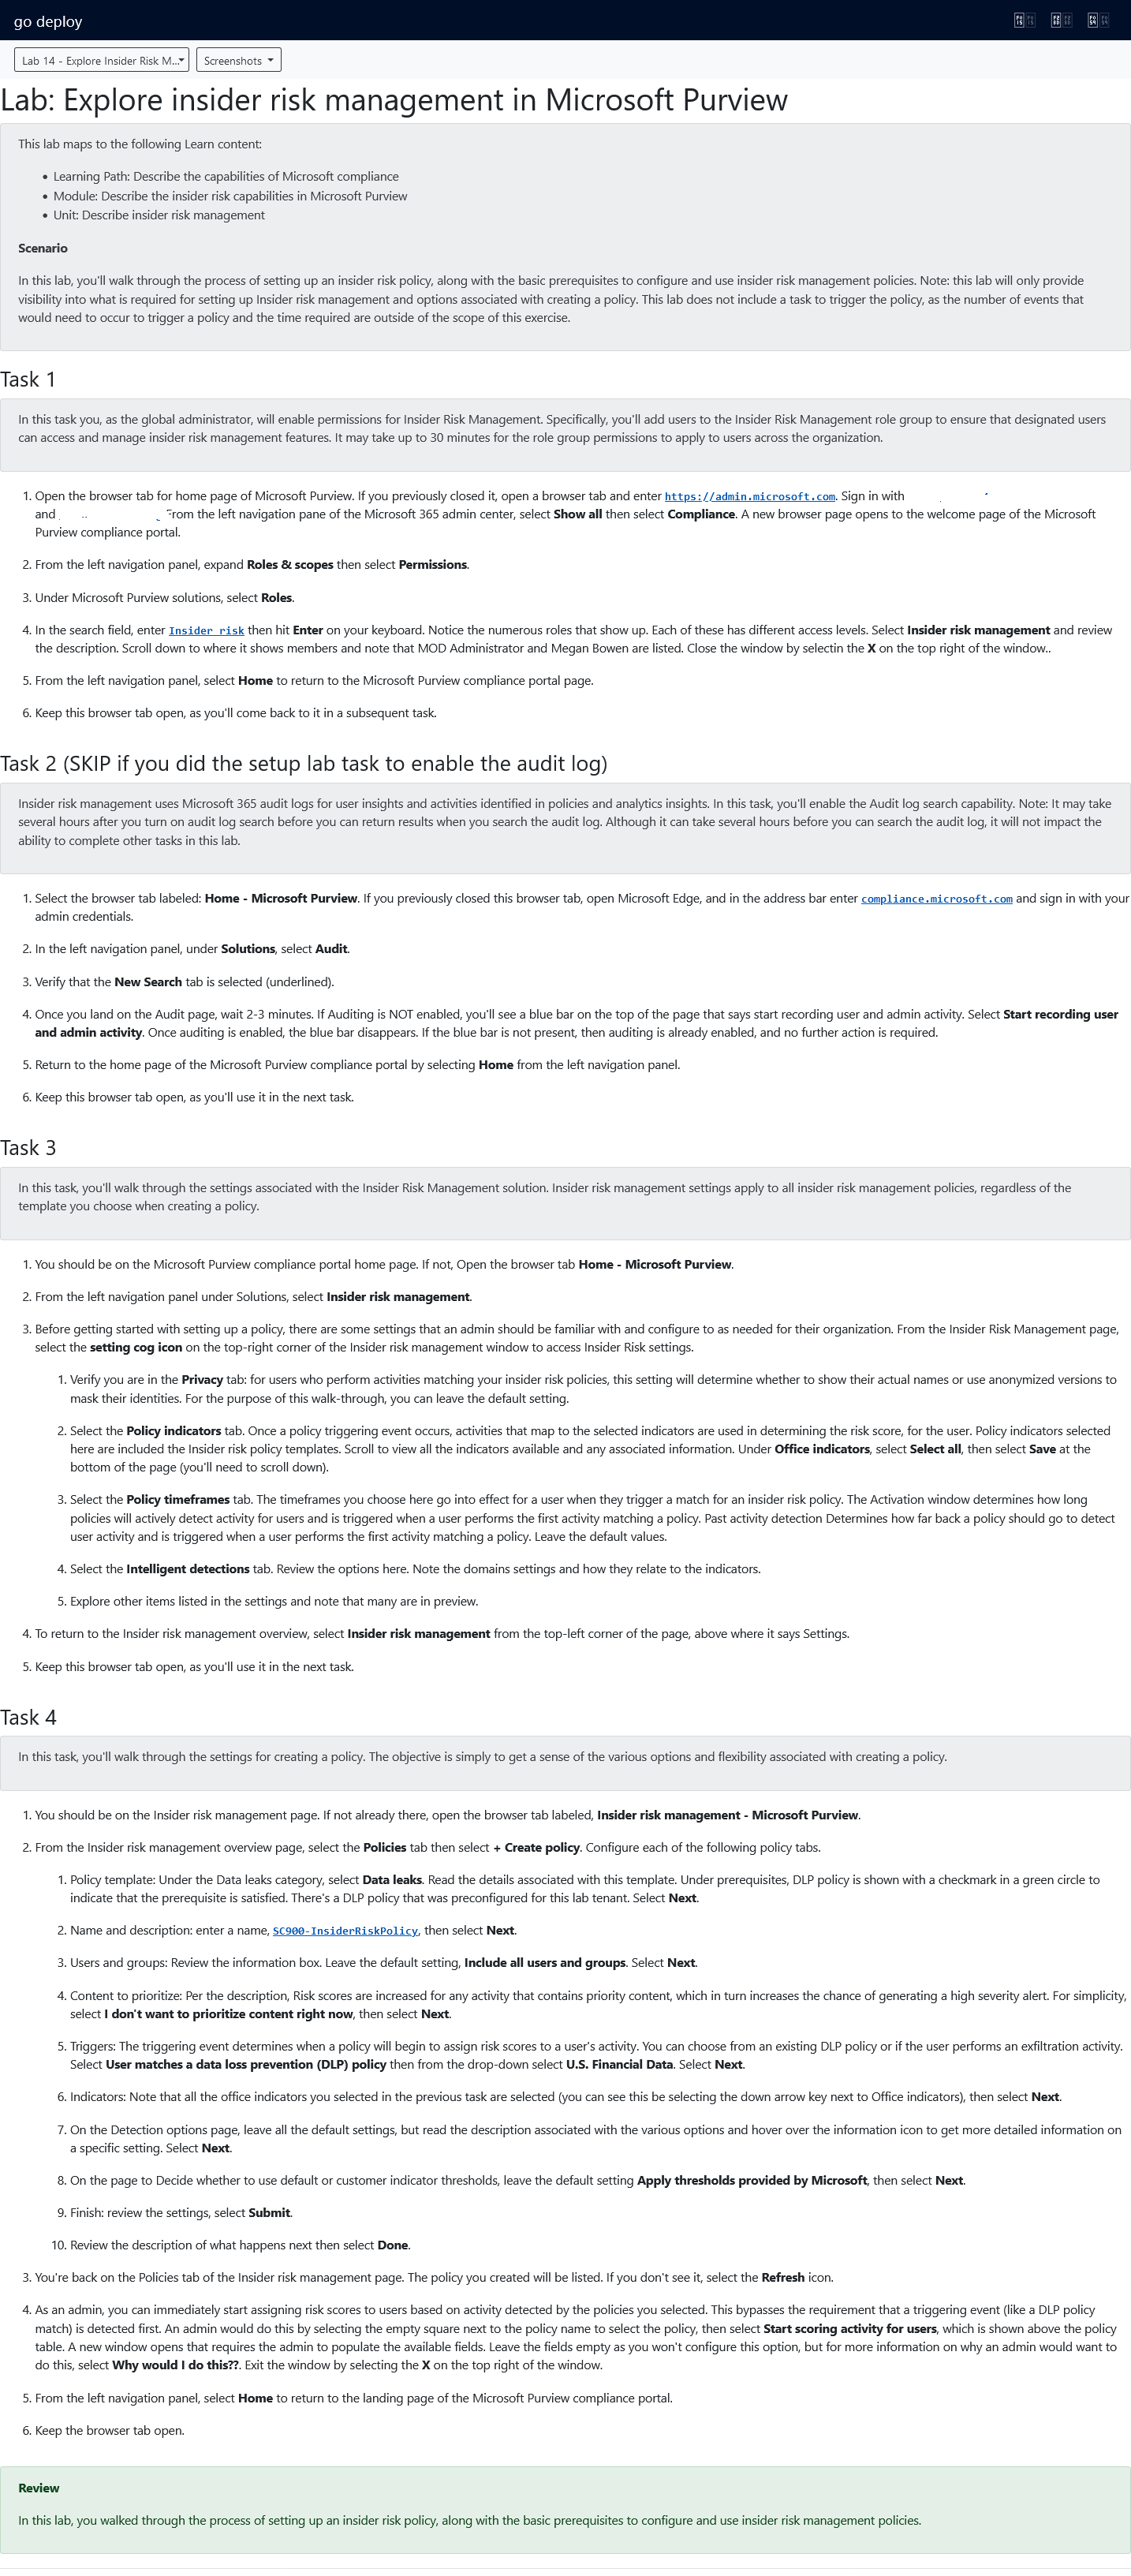 go deploy
Lab 14 - Explore Insider Risk M...
Screenshots
Lab: Explore insider risk management in Microsoft Purview
This lab maps to the following Learn content:
• Learning Path: Describe the capabilities of Microsoft compliance
• Module: Describe the insider risk capabilities in Microsoft Purview
• Unit: Describe insider risk management
Scenario
In this lab, you'll walk through the process of setting up an insider risk policy, along with the basic prerequisites to configure and use insider risk management policies. Note: this lab will only provide
visibility into what is required for setting up Insider risk management and options associated with creating a policy. This lab does not include a task to trigger the policy, as the number of events that
would need to occur to trigger a policy and the time required are outside of the scope of this exercise.
Task 1
In this task you, as the global administrator, will enable permissions for Insider Risk Management. Specifically, you'll add users to the Insider Risk Management role group to ensure that designated users
can access and manage insider risk management features. It may take up to 30 minutes for the role group permissions to apply to users across the organization.
1. Open the browser tab for home page of Microsoft Purview. If you previously closed it, open a browser tab and enter https://admin.microsoft.com. Sign in with
and From the left navigation pane of the Microsoft 365 admin center, select Show all then select Compliance. A new browser page opens to the welcome page of the Microsoft
Purview compliance portal.
2. From the left navigation panel, expand Roles & scopes then select Permissions.
3. Under Microsoft Purview solutions, select Roles.
4. In the search field, enter Insider risk then hit Enter on your keyboard. Notice the numerous roles that show up. Each of these has different access levels. Select Insider risk management and review
the description. Scroll down to where it shows members and note that MOD Administrator and Megan Bowen are listed. Close the window by selectin the X on the top right of the window..
5. From the left navigation panel, select Home to return to the Microsoft Purview compliance portal page.
6. Keep this browser tab open, as you'll come back to it in a subsequent task.
Task 2 (SKIP if you did the setup lab task to enable the audit log)
Insider risk management uses Microsoft 365 audit logs for user insights and activities identified in policies and analytics insights. In this task, you'll enable the Audit log search capability. Note: It may take
several hours after you turn on audit log search before you can return results when you search the audit log. Although it can take several hours before you can search the audit log, it will not impact the
ability to complete other tasks in this lab.
1. Select the browser tab labeled: Home - Microsoft Purview. If you previously closed this browser tab, open Microsoft Edge, and in the address bar enter compliance.microsoft.com and sign in with your
admin credentials.
2. In the left navigation panel, under Solutions, select Audit.
3. Verify that the New Search tab is selected (underlined).
4. Once you land on the Audit page, wait 2-3 minutes. If Auditing is NOT enabled, you'll see a blue bar on the top of the page that says start recording user and admin activity. Select Start recording user
and admin activity. Once auditing is enabled, the blue bar disappears. If the blue bar is not present, then auditing is already enabled, and no further action is required.
5. Return to the home page of the Microsoft Purview compliance portal by selecting Home from the left navigation panel.
6. Keep this browser tab open, as you'll use it in the next task.
Task 3
In this task, you'll walk through the settings associated with the Insider Risk Management solution. Insider risk management settings apply to all insider risk management policies, regardless of the
template you choose when creating a policy.
1. You should be on the Microsoft Purview compliance portal home page. If not, Open the browser tab Home - Microsoft Purview.
2. From the left navigation panel under Solutions, select Insider risk management.
3. Before getting started with setting up a policy, there are some settings that an admin should be familiar with and configure to as needed for their organization. From the Insider Risk Management page,
select the setting cog icon on the top-right corner of the Insider risk management window to access Insider Risk settings.
1. Verify you are in the Privacy tab: for users who perform activities matching your insider risk policies, this setting will determine whether to show their actual names or use anonymized versions to
mask their identities. For the purpose of this walk-through, you can leave the default setting.
2. Select the Policy indicators tab. Once a policy triggering event occurs, activities that map to the selected indicators are used in determining the risk score, for the user. Policy indicators selected
here are included the Insider risk policy templates. Scroll to view all the indicators available and any associated information. Under Office indicators, select Select all, then select Save at the
bottom of the page (you'll need to scroll down).
3. Select the Policy timeframes tab. The timeframes you choose here go into effect for a user when they trigger a match for an insider risk policy. The Activation window determines how long
policies will actively detect activity for users and is triggered when a user performs the first activity matching a policy. Past activity detection Determines how far back a policy should go to detect
user activity and is triggered when a user performs the first activity matching a policy. Leave the default values.
4. Select the Intelligent detections tab. Review the options here. Note the domains settings and how they relate to the indicators.
5. Explore other items listed in the settings and note that many are in preview.
4. To return to the Insider risk management overview, select Insider risk management from the top-left corner of the page, above where it says Settings.
5. Keep this browser tab open, as you'll use it in the next task.
Task 4
In this task, you'll walk through the settings for creating a policy. The objective is simply to get a sense of the various options and flexibility associated with creating a policy.
1. You should be on the Insider risk management page. If not already there, open the browser tab labeled, Insider risk management - Microsoft Purview.
2. From the Insider risk management overview page, select the Policies tab then select + Create policy. Configure each of the following policy tabs.
1. Policy template: Under the Data leaks category, select Data leaks. Read the details associated with this template. Under prerequisites, DLP policy is shown with a checkmark in a green circle to
indicate that the prerequisite is satisfied. There's a DLP policy that was preconfigured for this lab tenant. Select Next.
2. Name and description: enter a name, SC900-InsiderRiskPolicy, then select Next.
3. Users and groups: Review the information box. Leave the default setting, Include all users and groups. Select Next.
4. Content to prioritize: Per the description, Risk scores are increased for any activity that contains priority content, which in turn increases the chance of generating a high severity alert. For simplicity,
select I don't want to prioritize content right now, then select Next.
5. Triggers: The triggering event determines when a policy will begin to assign risk scores to a user's activity. You can choose from an existing DLP policy or if the user performs an exfiltration activity.
Select User matches a data loss prevention (DLP) policy then from the drop-down select U.S. Financial Data. Select Next.
6. Indicators: Note that all the office indicators you selected in the previous task are selected (you can see this be selecting the down arrow key next to Office indicators), then select Next.
7. On the Detection options page, leave all the default settings, but read the description associated with the various options and hover over the information icon to get more detailed information on
a specific setting. Select Next.
8. On the page to Decide whether to use default or customer indicator thresholds, leave the default setting Apply thresholds provided by Microsoft, then select Next.
9. Finish: review the settings, select Submit.
10. Review the description of what happens next then select Done.
3. You're back on the Policies tab of the Insider risk management page. The policy you created will be listed. If you don't see it, select the Refresh icon.
4. As an admin, you can immediately start assigning risk scores to users based on activity detected by the policies you selected. This bypasses the requirement that a triggering event (like a DLP policy
match) is detected first. An admin would do this by selecting the empty square next to the policy name to select the policy, then select Start scoring activity for users, which is shown above the policy
table. A new window opens that requires the admin to populate the available fields. Leave the fields empty as you won't configure this option, but for more information on why an admin would want to
do this, select Why would I do this??. Exit the window by selecting the X on the top right of the window.
5. From the left navigation panel, select Home to return to the landing page of the Microsoft Purview compliance portal.
6. Keep the browser tab open.
Review
In this lab, you walked through the process of setting up an insider risk policy, along with the basic prerequisites to configure and use insider risk management policies.